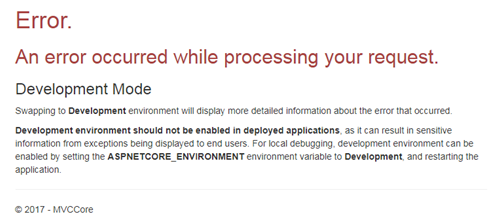 Error.
An error occurred while processing your request.
Development Mode
Swapping to Development environment will display more detailed information about the error that occurred.
Development environment should not be enabled in deployed applications, as it can result in sensitive
information from exceptions being displayed to end users. For local debugging, development environment can be
enabled by setting the ASPNETCORE_ENVIRONMENT environment variable to Development, and restarting the
application.
© 2017 - MVCCore